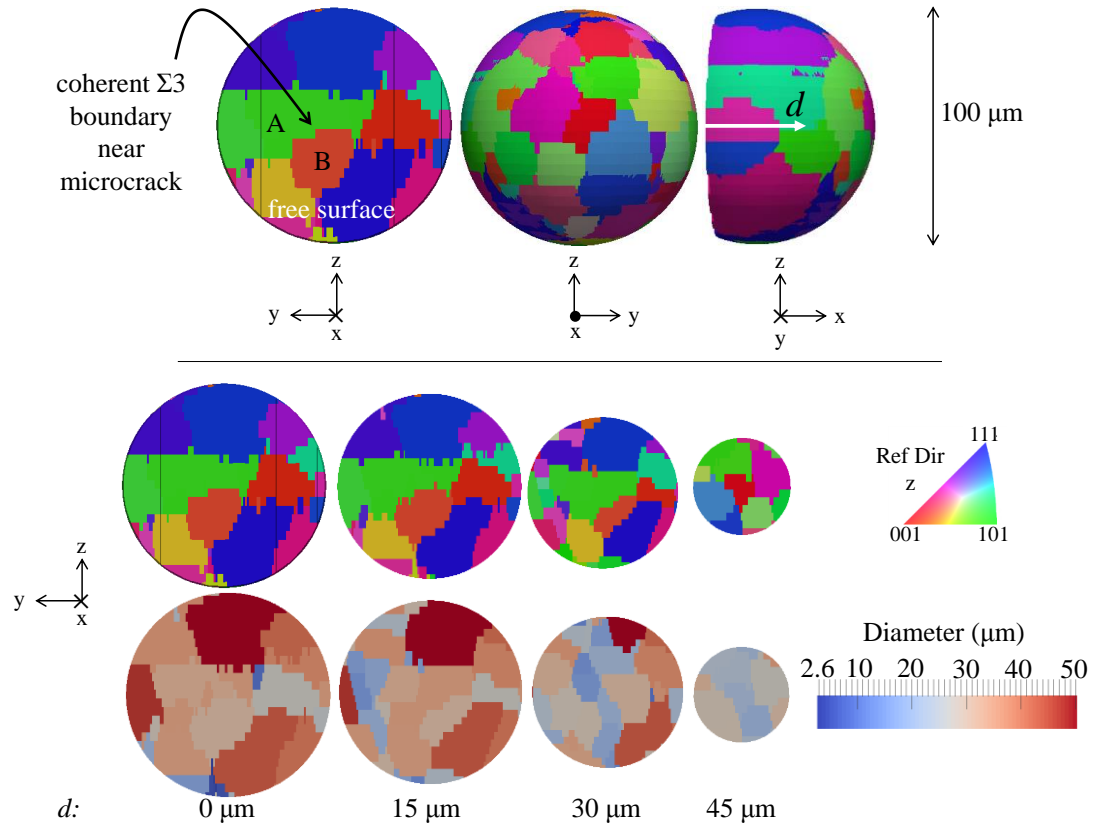 coherent Σ3
boundary
near
microcrack
A
B
free surface
d
100 μm
z
y
x
z
x
y
z
x
y
Ref Dir
z
111
001
101
z
y
x
Diameter (μm)
2.6 10 20 30 40 50
d: 0 μm 15 μm 30 μm 45 μm